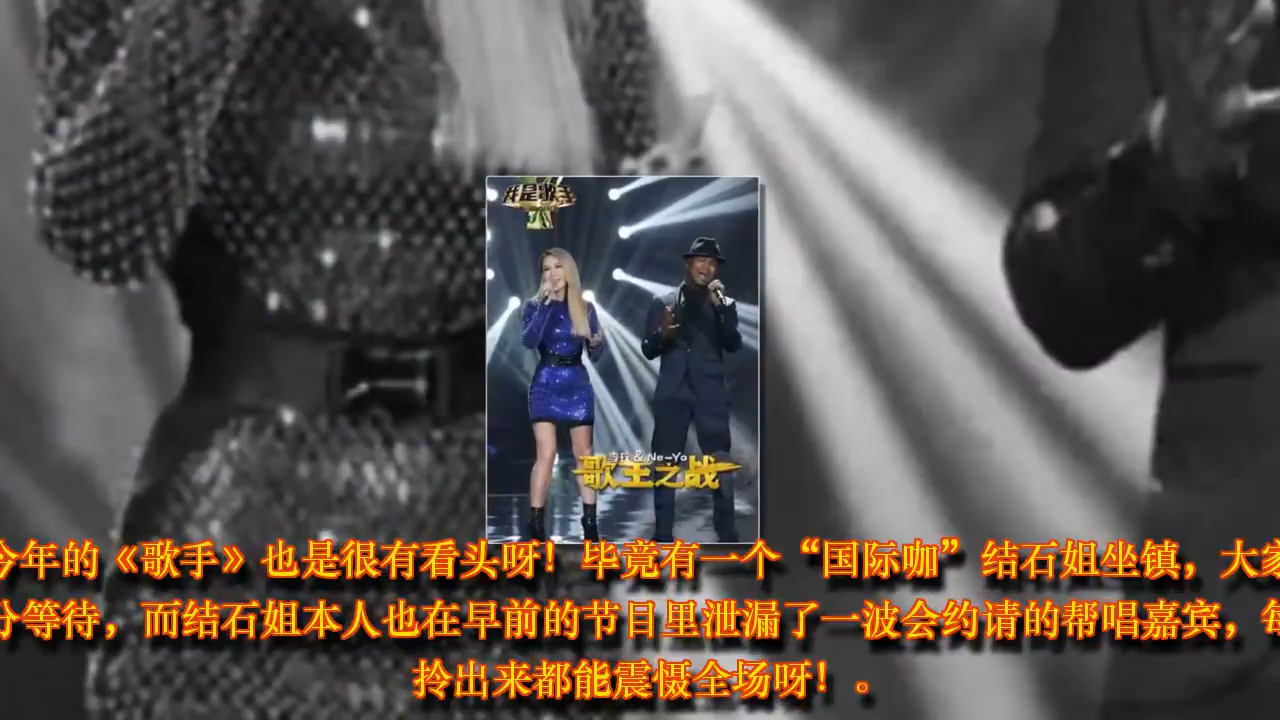 我是歌手
李玟 & Ne-Yo
歌王之战
今年的《歌手》也是很有看头呀！毕竟有一个“国际咖”结石姐坐镇，大家
分等待，而结石姐本人也在早前的节目里泄漏了一波会约请的帮唱嘉宾，每
拎出来都能震慑全场呀！。